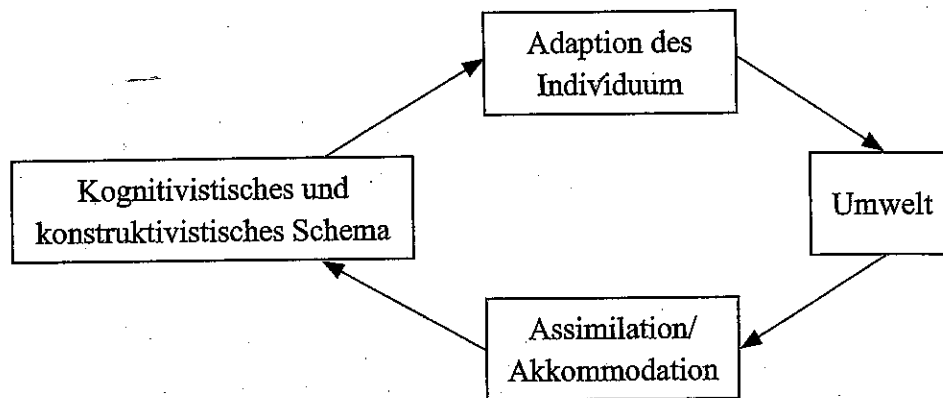 Adaption des
Individuum
Kognitivistisches und
konstruktivistisches Schema
Umwelt
Assimilation/
Akkommodation